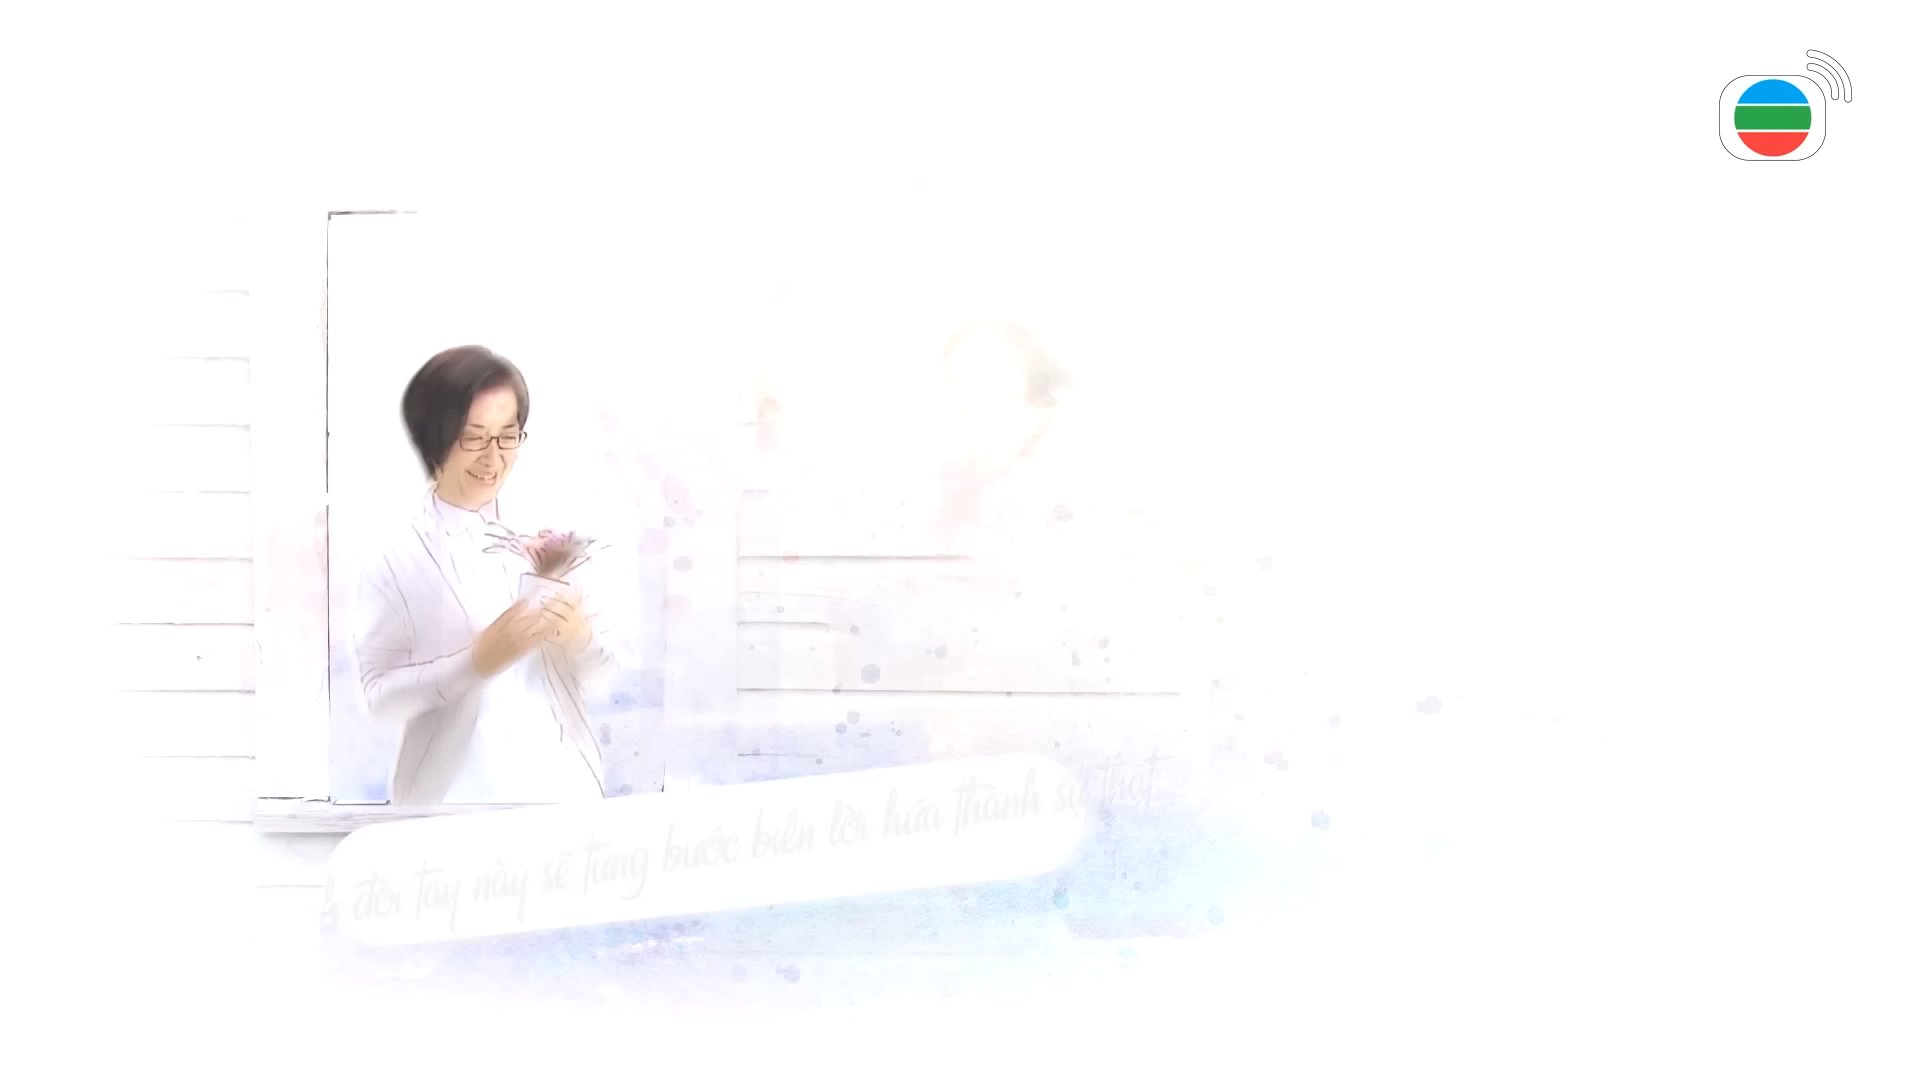 đôi tay này sẽ từng bước biến lời hứa thành sự thật